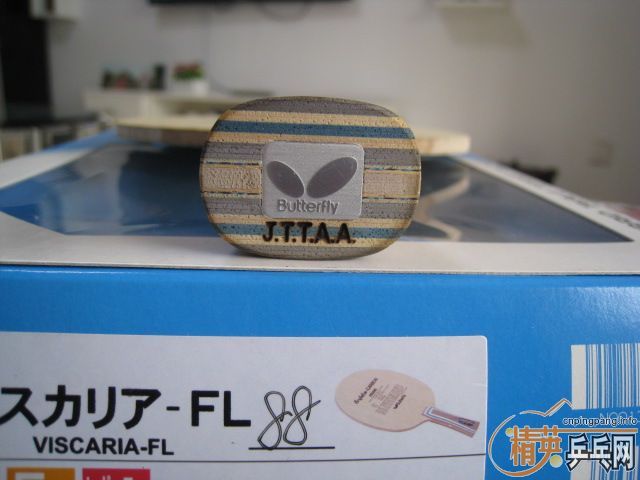 Butterfly
J.T.T.A.A.
スカリア-FL
VISCARIA-FL
cnpingpang.info
精英乒乓网